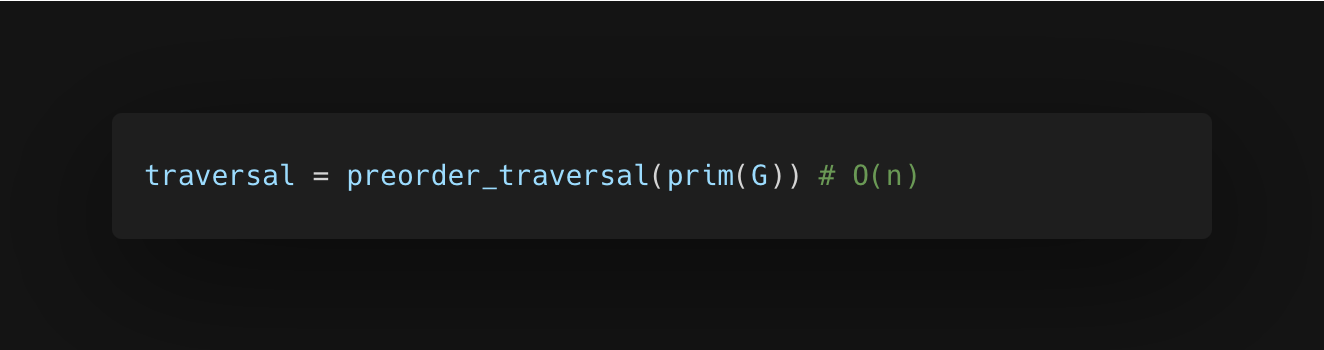 traversal = preorder_traversal(prim(G)) # O(n)